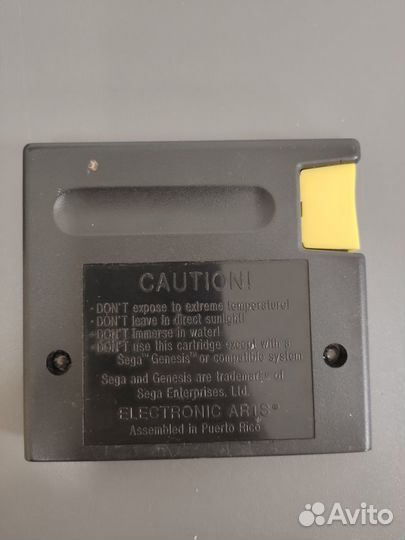 CAUTION!
- DON'T expose to extreme temperature!
- DON'T leave in direct sunlight!
- DON'T immerse in water!
- DON'T use this cartridge except with a
Sega™ Genesis™ or compatible system
Sega and Genesis are trademarks of
Sega Enterprises, Ltd.
ELECTRONIC ARTS®
Assembled in Puerto Rico
Avito